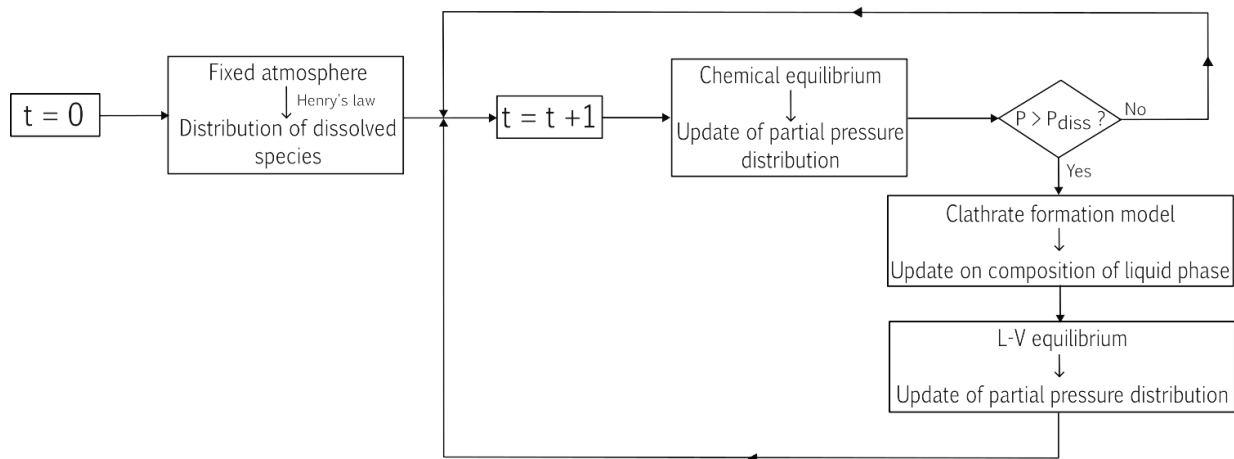 t = 0
Fixed atmosphere
Henry's law
Distribution of dissolved
species
t = t +1
Chemical equilibrium
Update of partial pressure
distribution
P > Pdiss ?
No
Yes
Clathrate formation model
Update on composition of liquid phase
L-V equilibrium
Update of partial pressure distribution